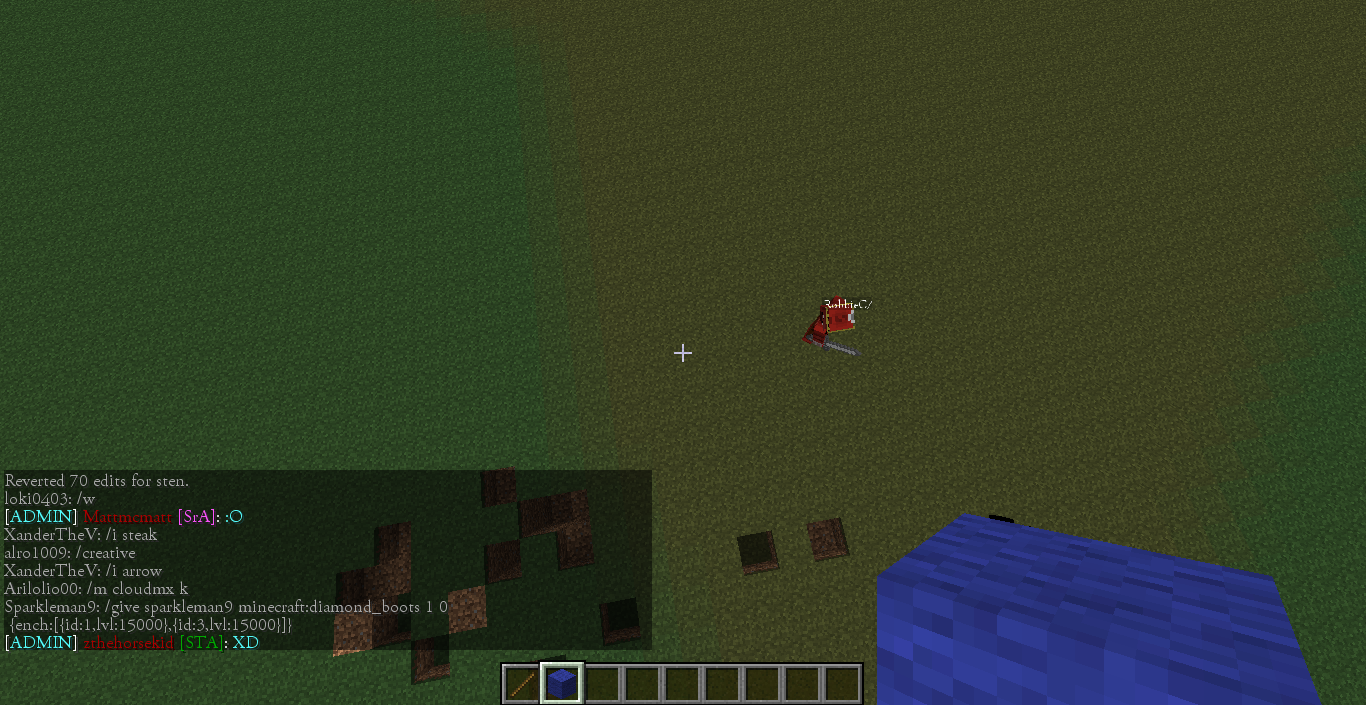 Reverted 70 edits for sten.
loki0403: /w
[ADMIN] Mattmcmatt [SrA]: :O
XanderTheV: /i steak
alro1009: /creative
XanderTheV: /i arrow
Arilolio00: /m cloudmx k
Sparkleman9: /give sparkleman9 minecraft:diamond_boots 1 0
{ench:[{id:1,lvl:15000},{id:3,lvl:15000}]}
[ADMIN] zthehorsekid [STA]: XD